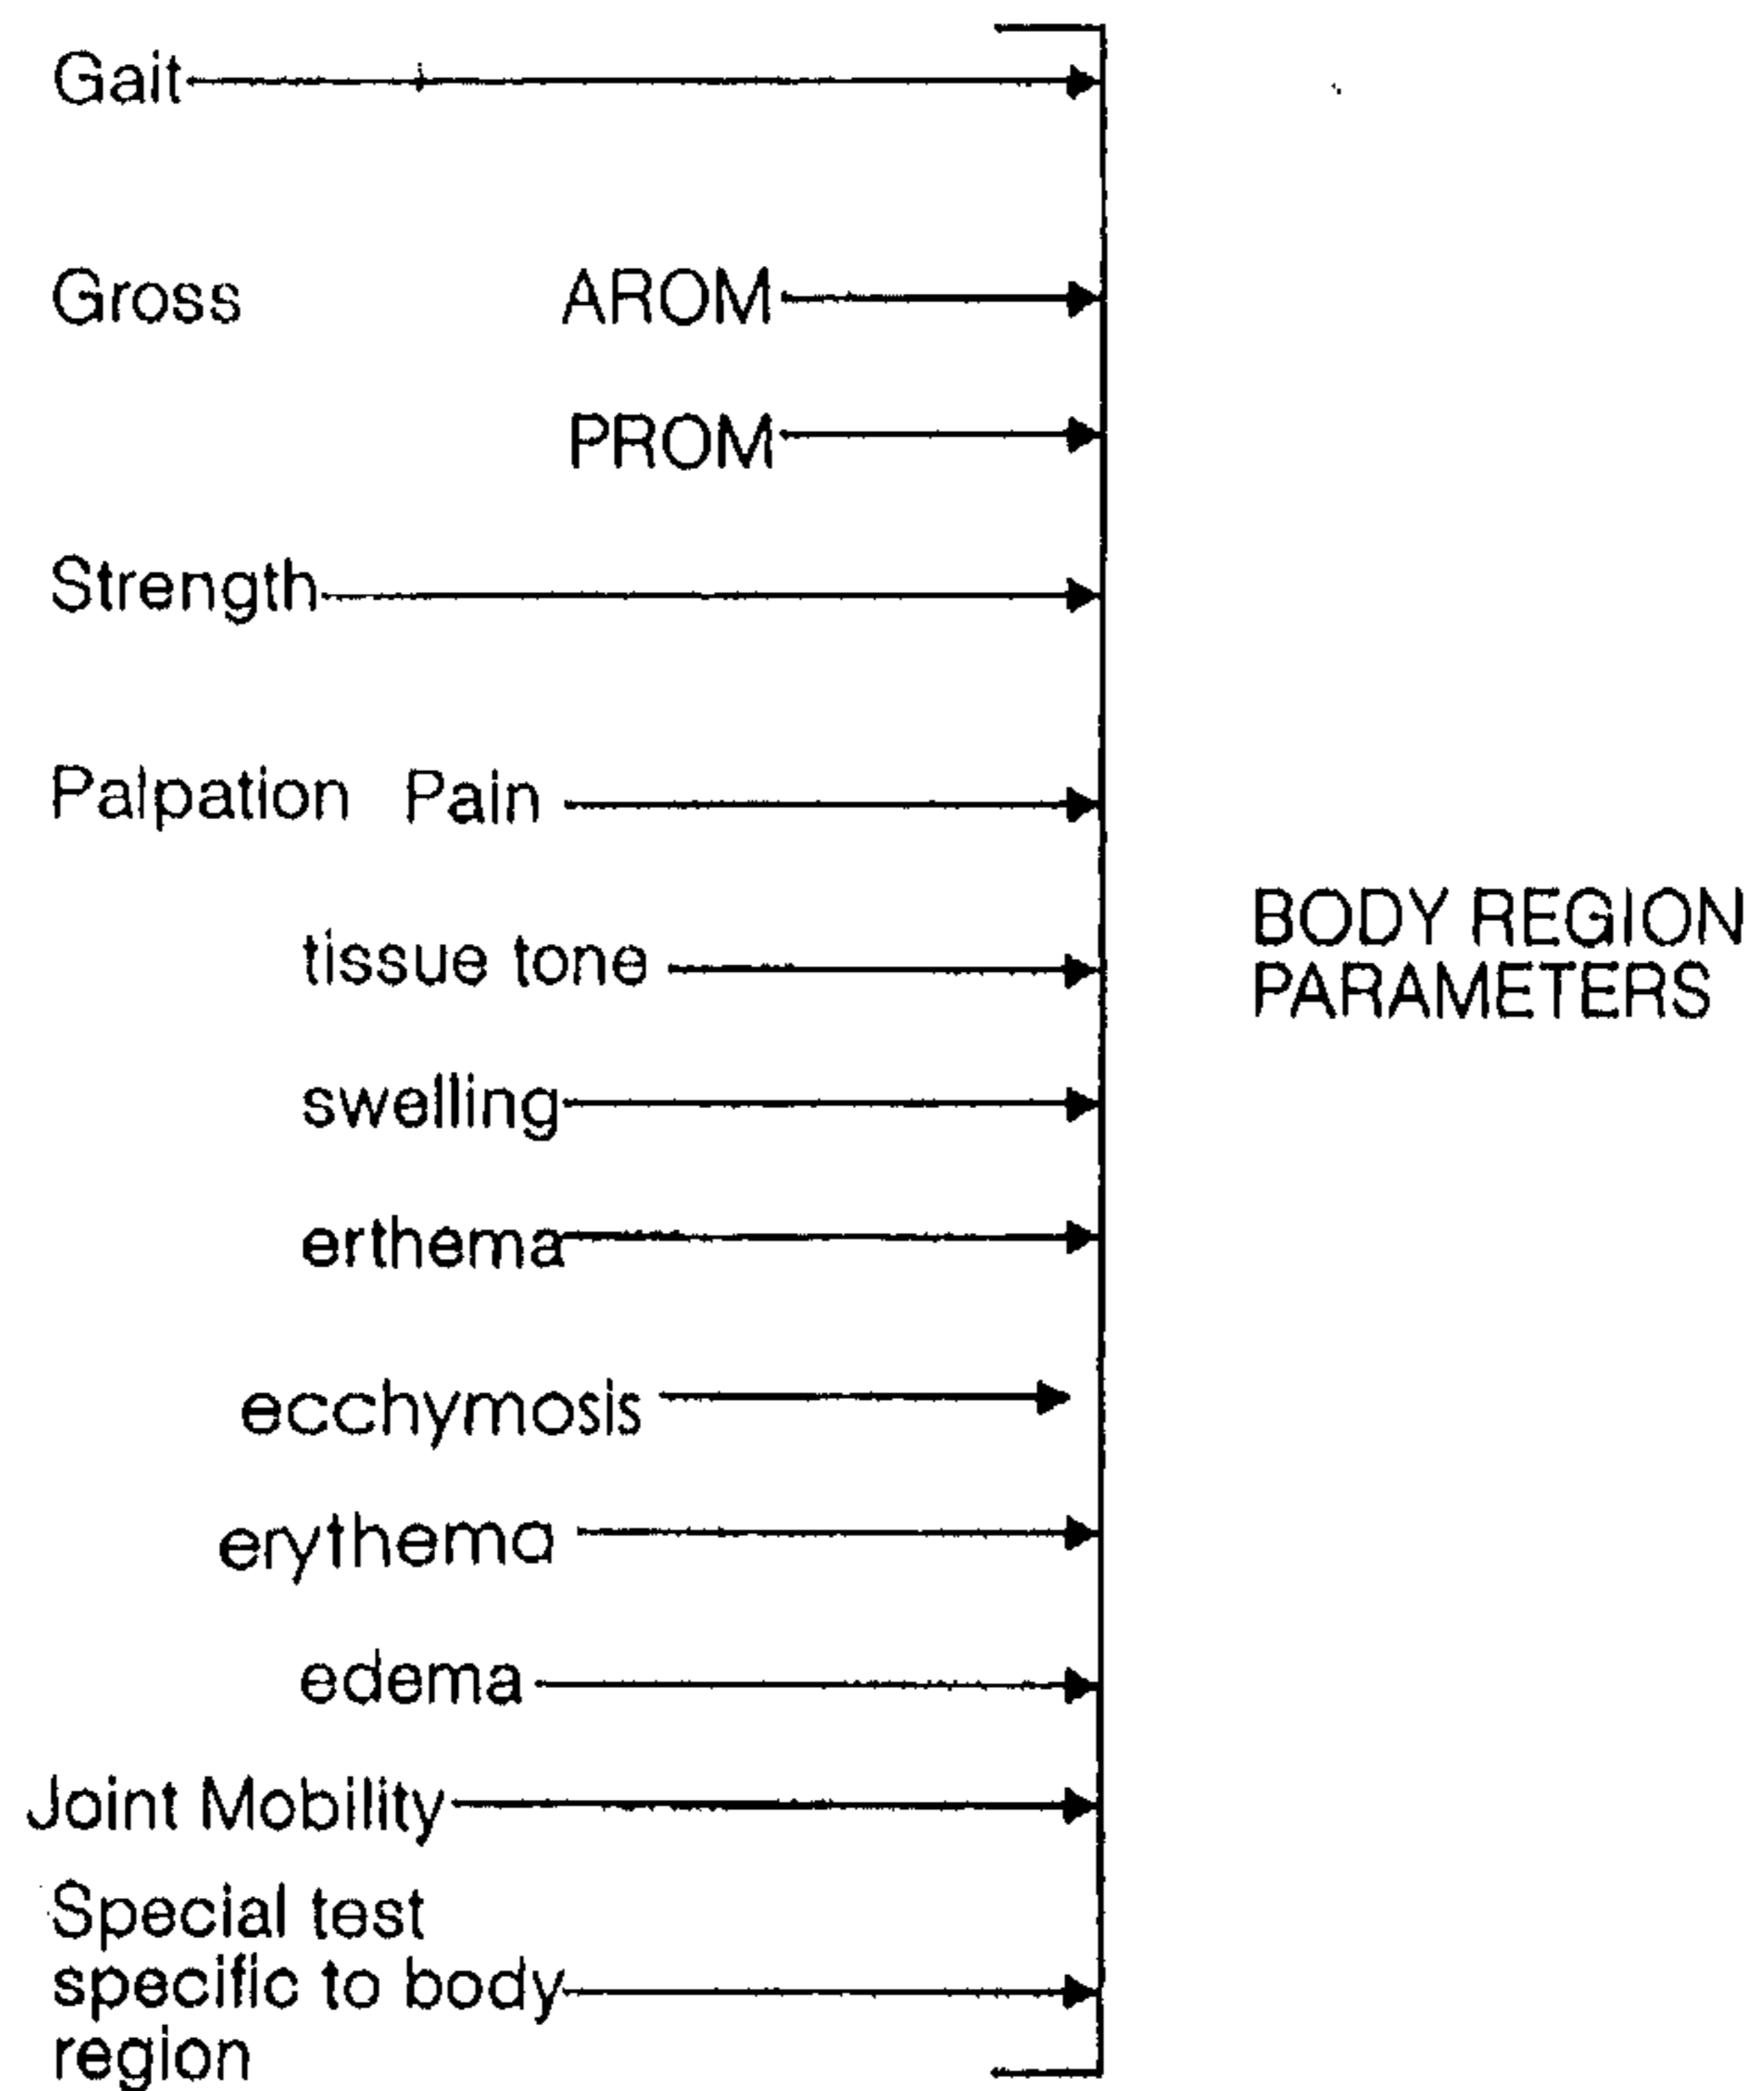 Gait
Gross AROM
PROM
Strength
Palpation Pain
tissue tone
swelling
erthema
ecchymosis
erythema
edema
Joint Mobility
Special test
specific to body
region
BODY REGION
PARAMETERS